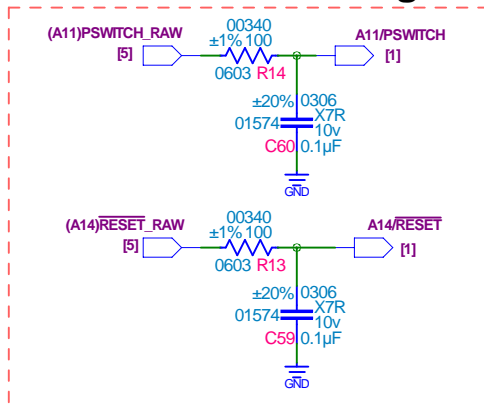 (A11)PSWITCH_RAW
[5]
00340
±1% 100
0603 R14
A11/PSWITCH
[1]
±20% 0306
X7R
01574 10v
C60 0.1µF
GND
(A14)RESET_RAW
[5]
00340
±1% 100
0603 R13
A14/RESET
[1]
±20% 0306
X7R
01574 10v
C59 0.1µF
GND